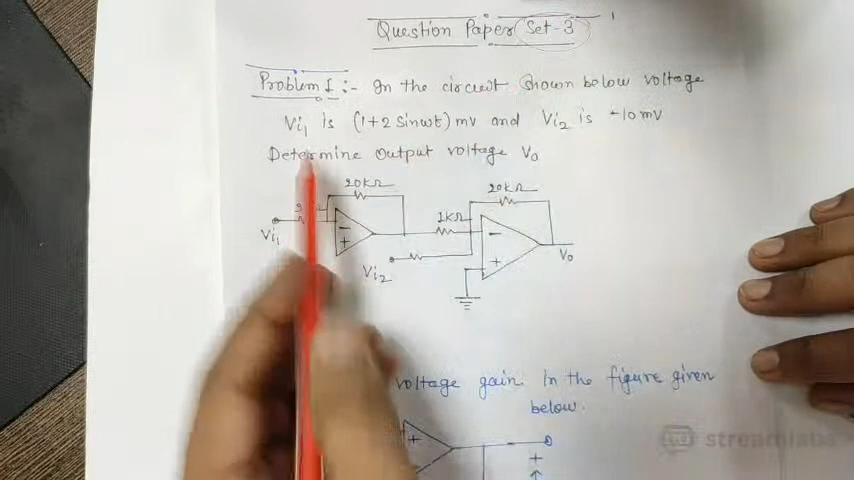 Question Paper Set-3
Problem 1:- In the circuit shown below voltage
Vi1 is (1+2 Sinωt) mv and Vi2 is -10mV
Determine Output voltage Vo
20kΩ
20kΩ
1kΩ
Vi1
-
+
-
+
Vi2
Vo
voltage gain. In the figure given
below.
+
+
streamlabs